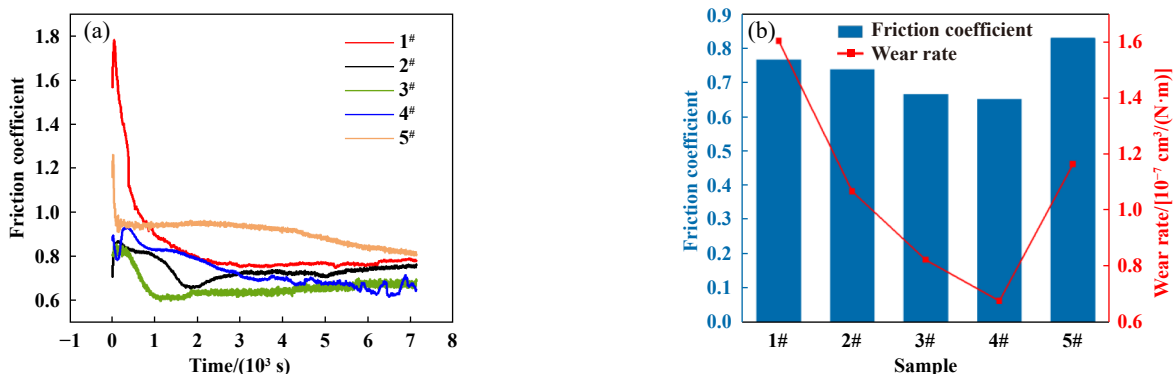 (a)
1#
2#
3#
4#
5#
1.8
1.6
1.4
1.2
1.0
0.8
0.6
Friction coefficient
−1 0 1 2 3 4 5 6 7 8
Time/(10³ s)
(b)
Friction coefficient
Wear rate
0.9
0.8
0.7
0.6
0.5
0.4
0.3
0.2
0.1
0.0
Friction coefficient
1# 2# 3# 4# 5#
Sample
1.6
1.4
1.2
1.0
0.8
0.6
Wear rate/[10⁻⁷ cm³/(N·m)]